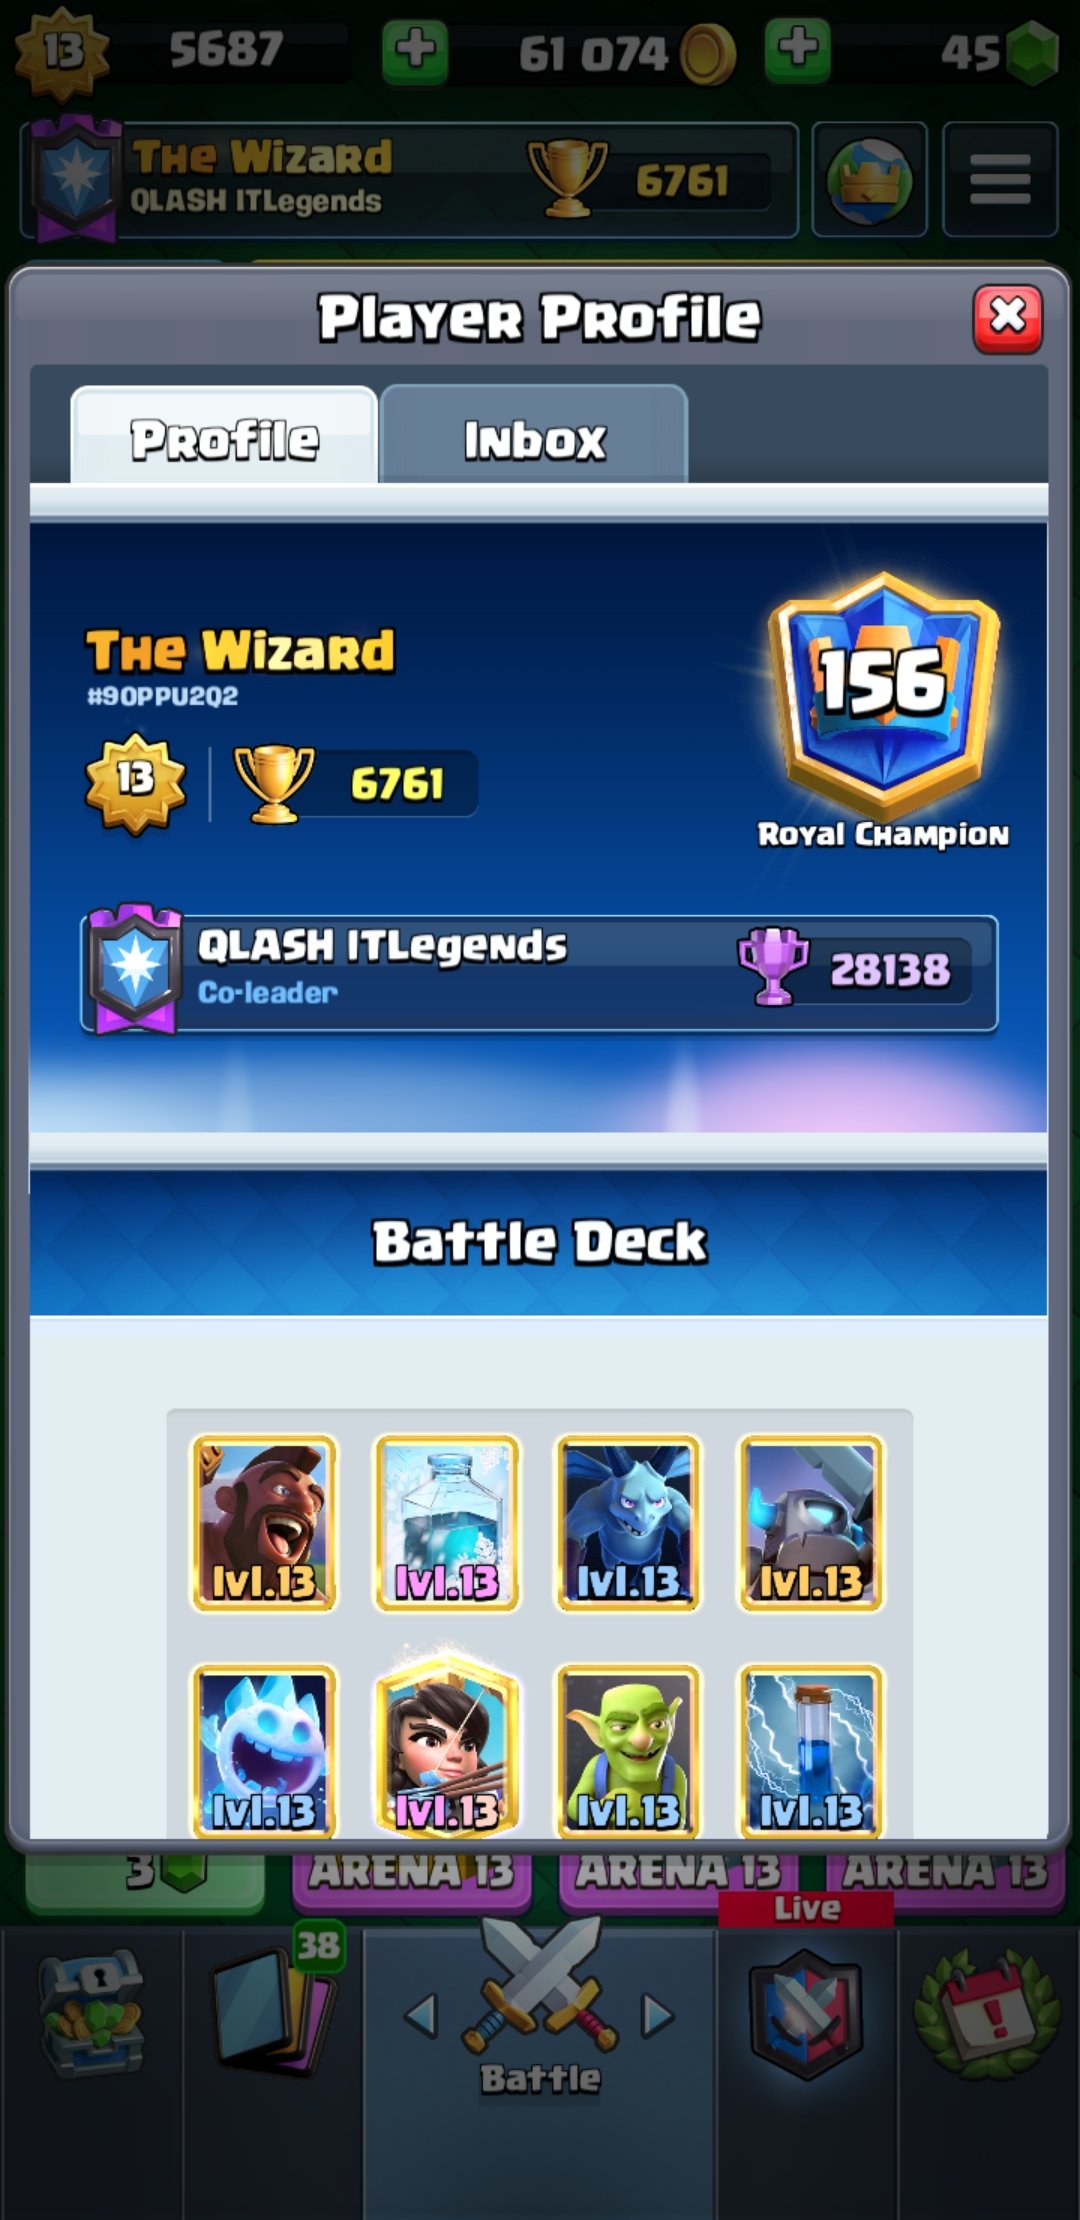 13 5687 61 074 45
The Wizard
QLASH ITLegends
6761
Player Profile
Profile Inbox
The Wizard
#90PPU2Q2
13 6761
156
Royal Champion
QLASH ITLegends
Co-leader
28138
Battle Deck
lvl.13 lvl.13 lvl.13 lvl.13
lvl.13 lvl.13 lvl.13 lvl.13
3 ARENA 13 ARENA 13 ARENA 13
Live
38
Battle